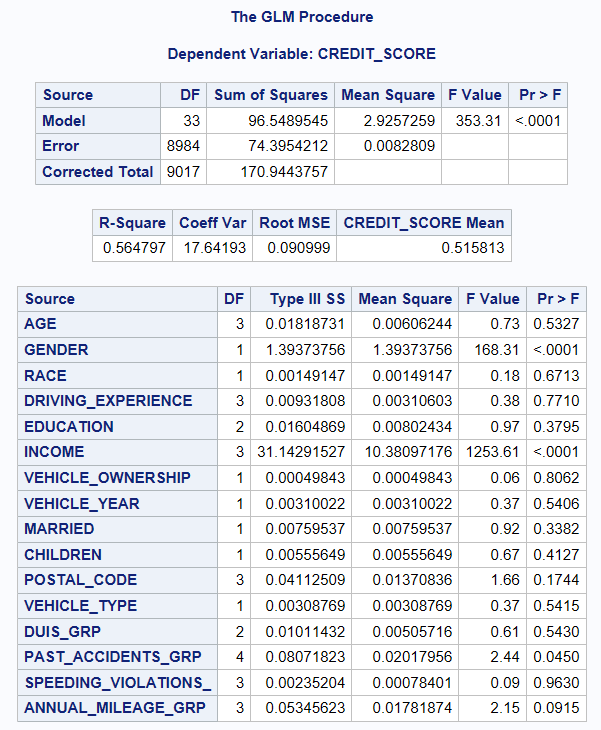 The GLM Procedure
Dependent Variable: CREDIT_SCORE
Source DF Sum of Squares Mean Square F Value Pr > F
Model 33 96.5489545 2.9257259 353.31 <.0001
Error 8984 74.3954212 0.0082809
Corrected Total 9017 170.9443757
R-Square Coeff Var Root MSE CREDIT_SCORE Mean
0.564797 17.64193 0.090999 0.515813
Source DF Type III SS Mean Square F Value Pr > F
AGE 3 0.01818731 0.00606244 0.73 0.5327
GENDER 1 1.39373756 1.39373756 168.31 <.0001
RACE 1 0.00149147 0.00149147 0.18 0.6713
DRIVING_EXPERIENCE 3 0.00931808 0.00310603 0.38 0.7710
EDUCATION 2 0.01604869 0.00802434 0.97 0.3795
INCOME 3 31.14291527 10.38097176 1253.61 <.0001
VEHICLE_OWNERSHIP 1 0.00049843 0.00049843 0.06 0.8062
VEHICLE_YEAR 1 0.00310022 0.00310022 0.37 0.5406
MARRIED 1 0.00759537 0.00759537 0.92 0.3382
CHILDREN 1 0.00555649 0.00555649 0.67 0.4127
POSTAL_CODE 3 0.04112509 0.01370836 1.66 0.1744
VEHICLE_TYPE 1 0.00308769 0.00308769 0.37 0.5415
DUIS_GRP 2 0.01011432 0.00505716 0.61 0.5430
PAST_ACCIDENTS_GRP 4 0.08071823 0.02017956 2.44 0.0450
SPEEDING_VIOLATIONS_ 3 0.00235204 0.00078401 0.09 0.9630
ANNUAL_MILEAGE_GRP 3 0.05345623 0.01781874 2.15 0.0915